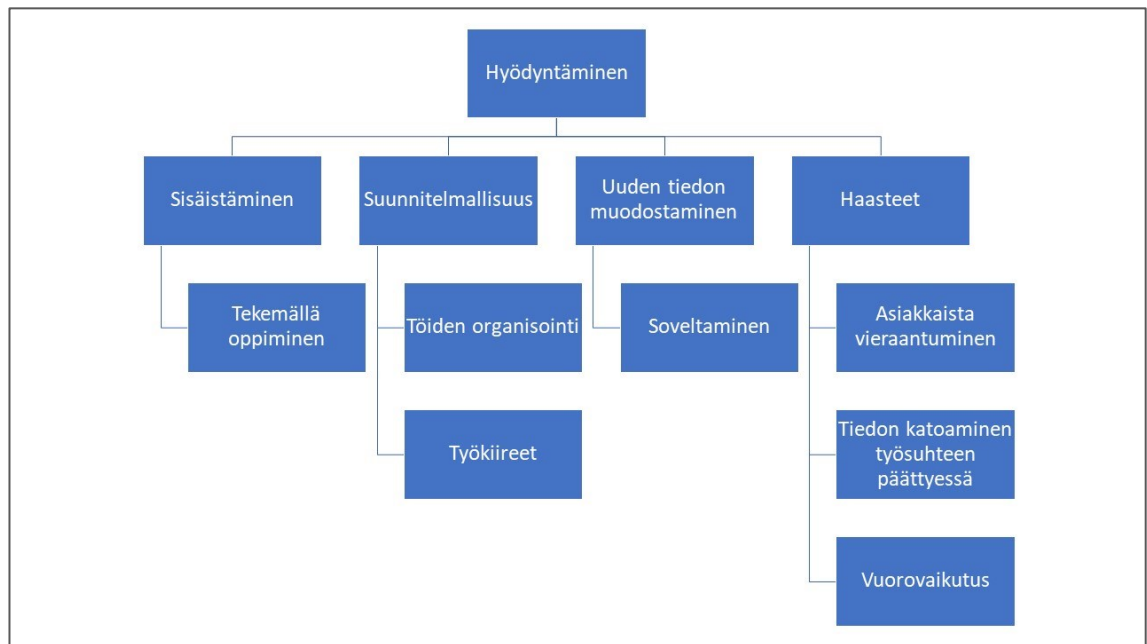 Hyödyntäminen
Sisäistäminen
Suunnitelmallisuus
Uuden tiedon
muodostaminen
Haasteet
Tekemällä
oppiminen
Töiden organisointi
Soveltaminen
Asiakkaista
vieraantuminen
Työkiireet
Tiedon katoaminen
työsuhteen
päättyessä
Vuorovaikutus